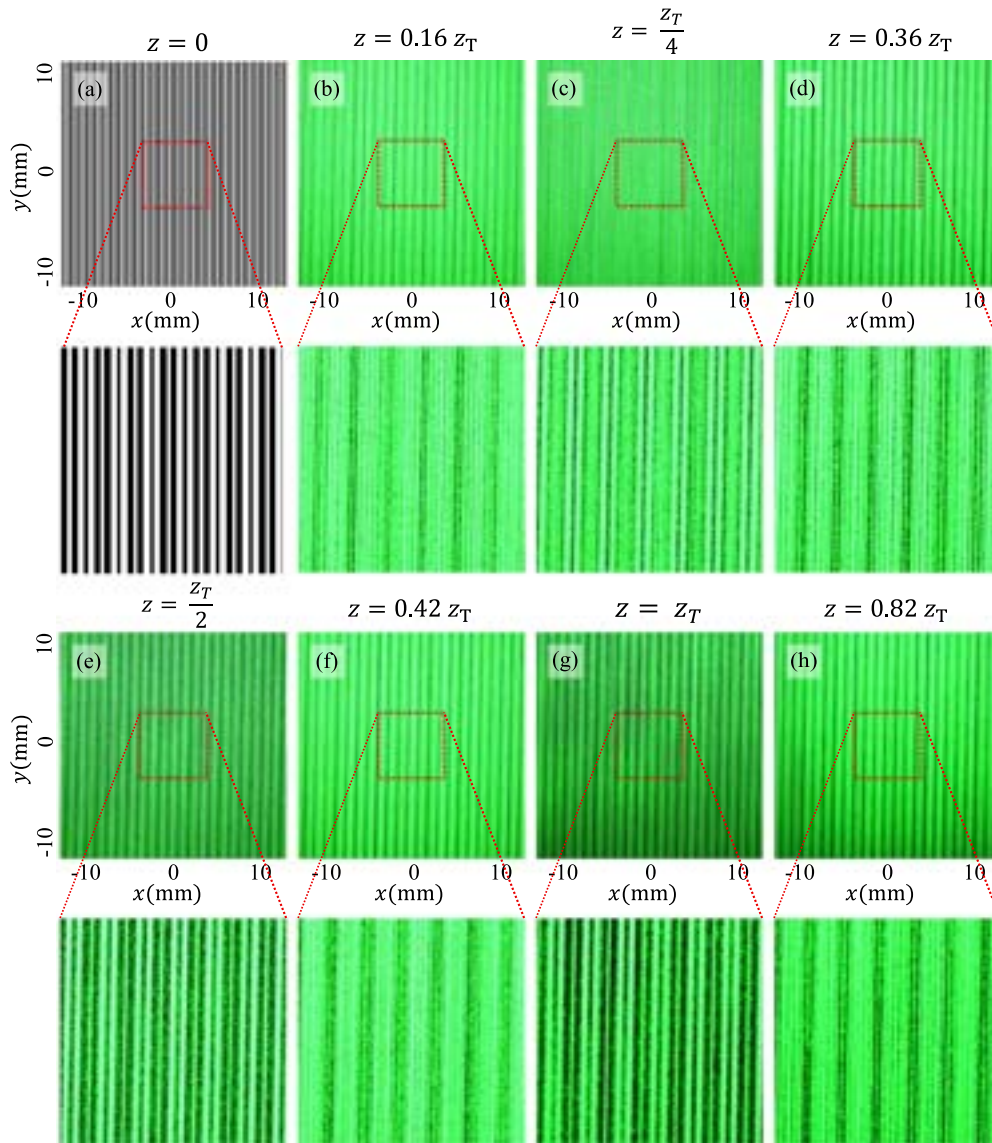 z = 0
z = 0.16 z_T
z = z_T/4
z = 0.36 z_T
(a)
(b)
(c)
(d)
10
0
-10
y(mm)
-10 0 10
-10 0 10
-10 0 10
-10 0 10
x(mm)
x(mm)
x(mm)
x(mm)
z = z_T/2
z = 0.42 z_T
z = z_T
z = 0.82 z_T
(e)
(f)
(g)
(h)
10
0
-10
y(mm)
-10 0 10
-10 0 10
-10 0 10
-10 0 10
x(mm)
x(mm)
x(mm)
x(mm)